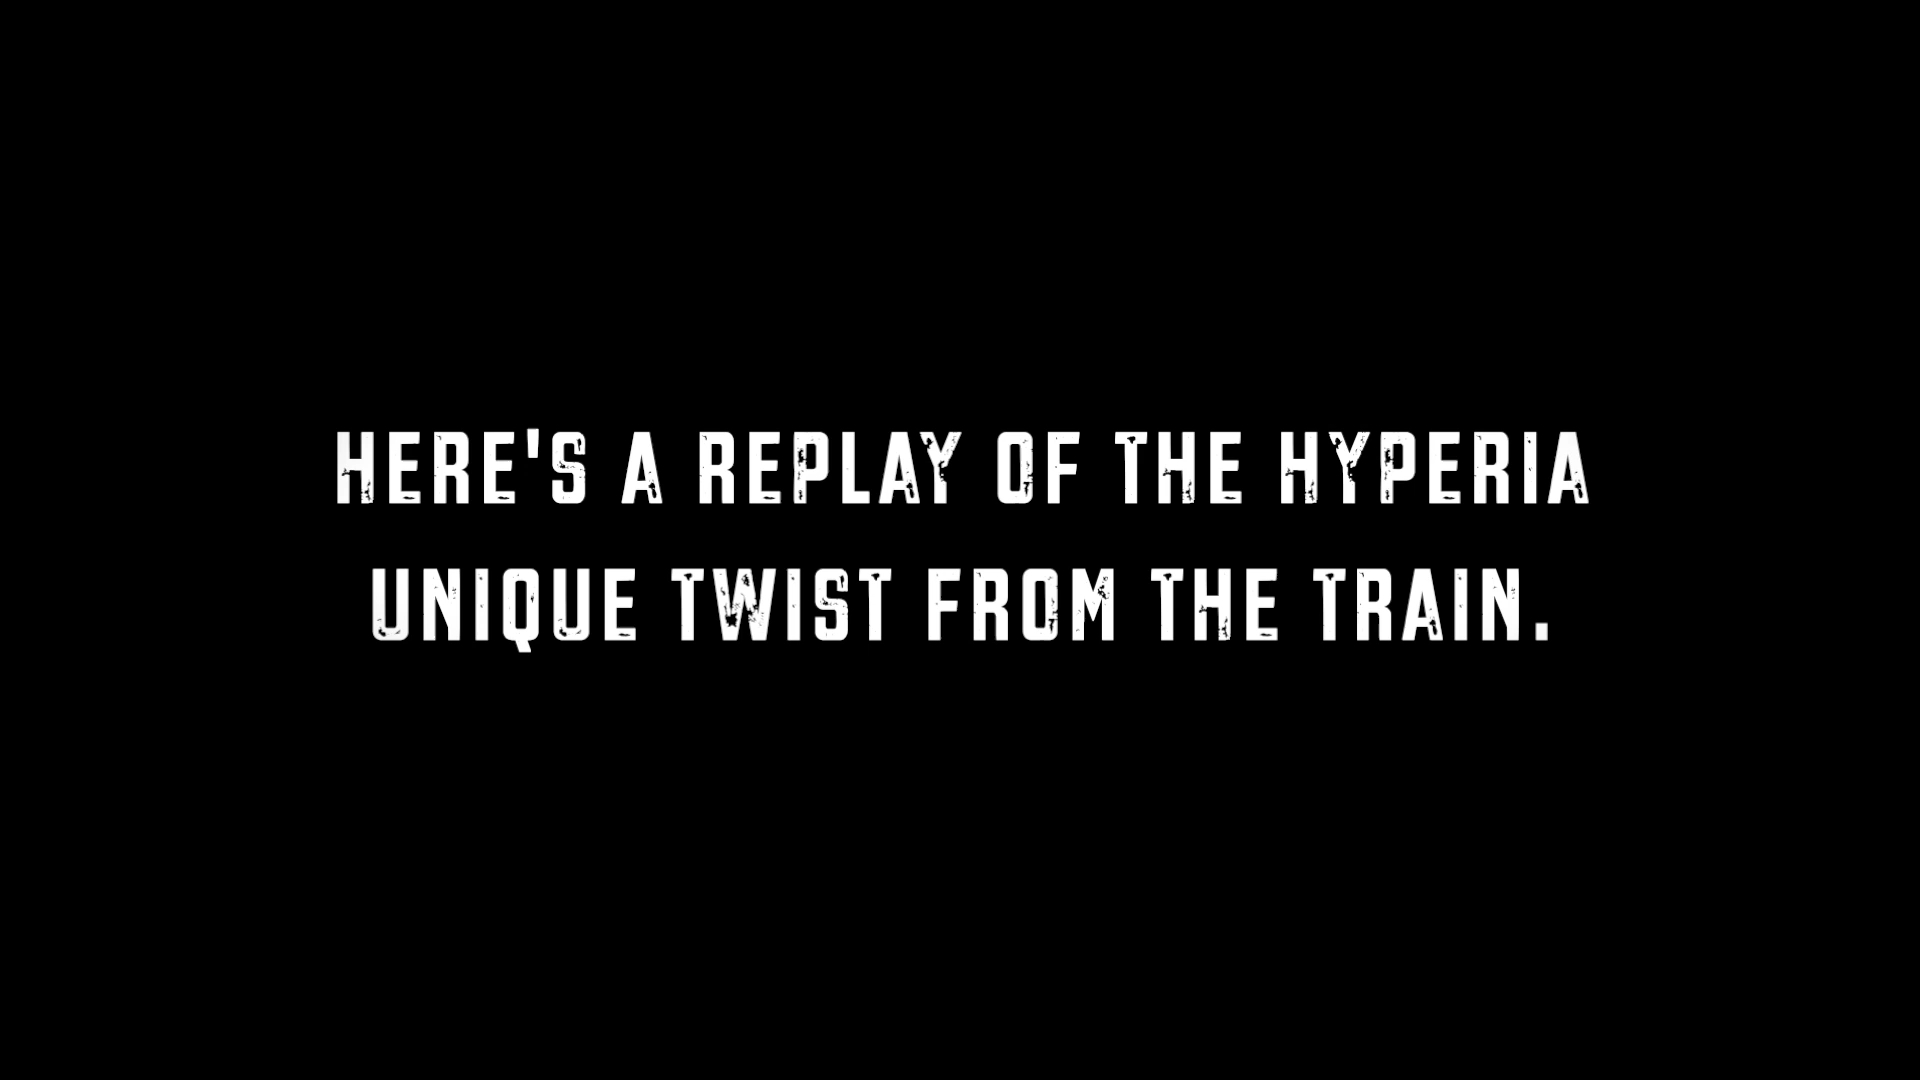 HERE'S A REPLAY OF THE HYPERIA
UNIQUE TWIST FROM THE TRAIN.